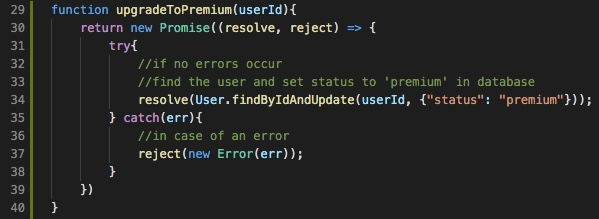 29 function upgradeToPremium(userId){
30     return new Promise((resolve, reject) => {
31         try{
32             //if no errors occur
33             //find the user and set status to 'premium' in database
34             resolve(User.findByIdAndUpdate(userId, {"status": "premium"}));
35         } catch(err){
36             //in case of an error
37             reject(new Error(err));
38         }
39     })
40 }